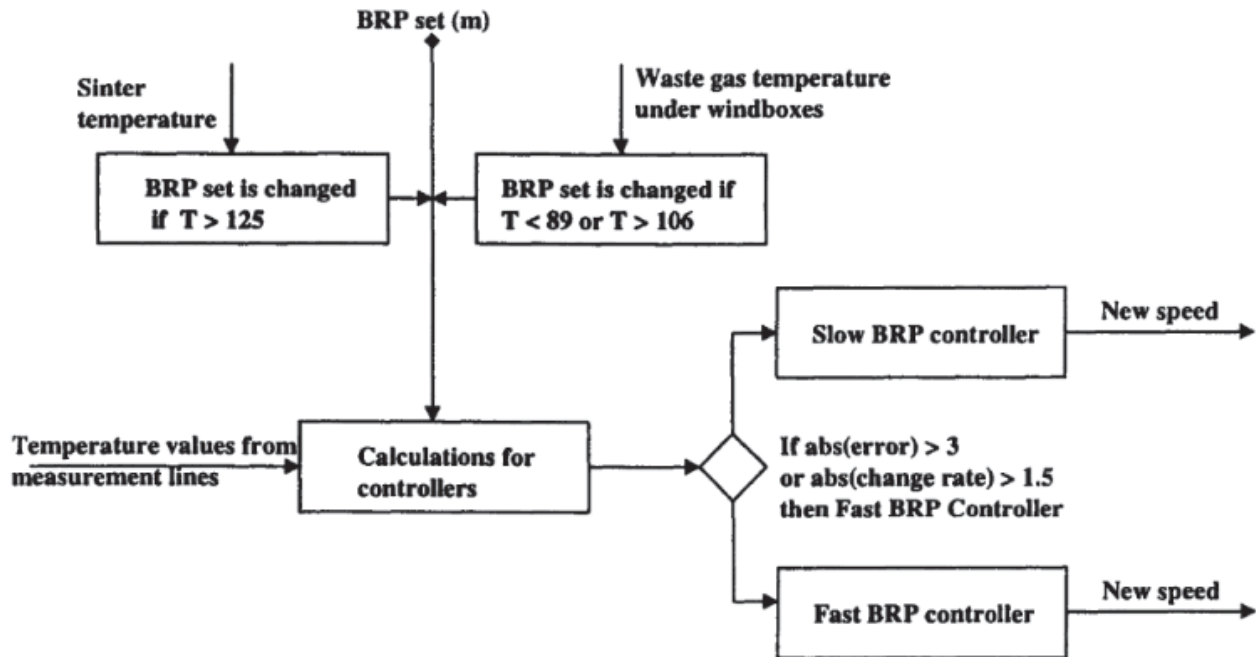 BRP set (m)
Sinter
temperature
Waste gas temperature
under windboxes
BRP set is changed
if T > 125
BRP set is changed if
T < 89 or T > 106
Slow BRP controller
New speed
Temperature values from
measurement lines
Calculations for
controllers
If abs(error) > 3
or abs(change rate) > 1.5
then Fast BRP Controller
Fast BRP controller
New speed